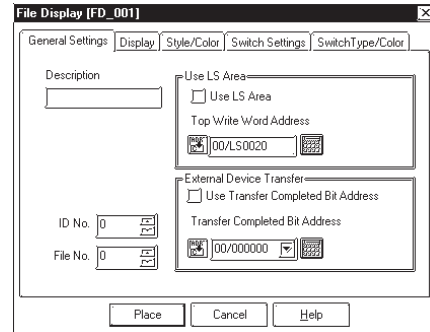 File Display [FD_001]
General Settings Display Style/Color Switch Settings SwitchType/Color
Description
Use LS Area
Use LS Area
Top Write Word Address
00/LS0020
External Device Transfer
Use Transfer Completed Bit Address
Transfer Completed Bit Address
00/000000
ID No. 0
File No. 0
Place Cancel Help